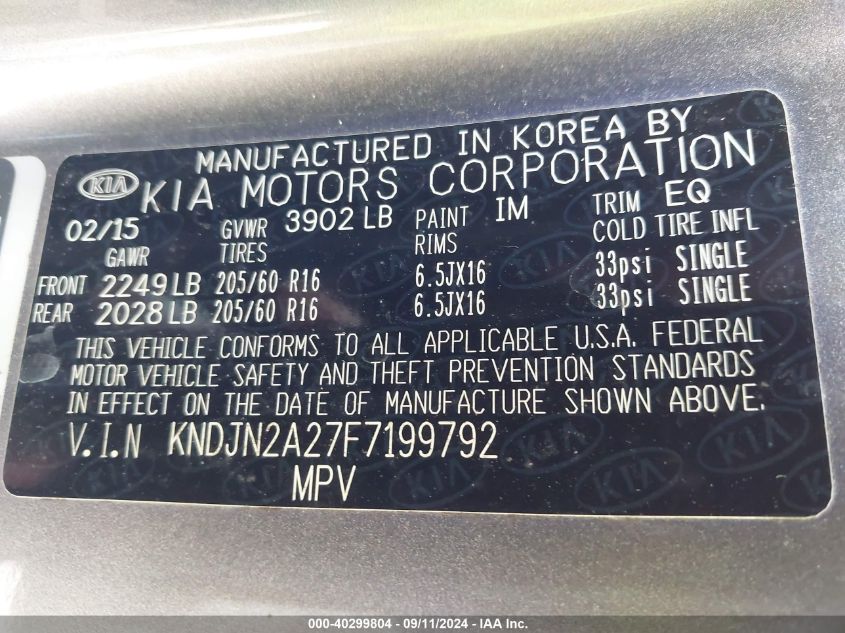 MANUFACTURED IN KOREA BY
KIA KIA MOTORS CORPORATION
02/15 GVWR 3902 LB PAINT IM TRIM EQ
GAWR TIRES RIMS COLD TIRE INFL
FRONT 2249 LB 205/60 R16 6.5JX16 33psi SINGLE
REAR 2028 LB 205/60 R16 6.5JX16 33psi SINGLE
THIS VEHICLE CONFORMS TO ALL APPLICABLE U.S.A. FEDERAL
MOTOR VEHICLE SAFETY AND THEFT PREVENTION STANDARDS
IN EFFECT ON THE DATE OF MANUFACTURE SHOWN ABOVE.
V.I.N KNDJN2A27F7199792
MPV
000-40299804 - 09/11/2024 - IAA Inc.